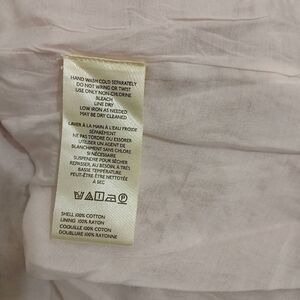 HAND WASH COLD SEPARATELY
DO NOT WRING OR TWIST
USE ONLY NON-CHLORINE
BLEACH
LINE DRY
LOW IRON AS NEEDED
MAY BE DRY CLEANED
LAVER À LA MAIN À L'EAU FROIDE
SÉPARÉMENT
NE PAS TORDRE OU ESSORER
UTILISER UN AGENT DE
BLANCHIMENT SANS CHLORE
SI NÉCESSAIRE
SUSPENDRE POUR SÉCHER
REPASSER, AU BESOIN, À TRÈS
BASSE TEMPÉRATURE
PEUT-ÊTRE ÊTRE NETTOYÉE
À SEC
SHELL 100% COTTON
LINING 100% RAYON
COQUILLE 100% COTON
DOUBLURE 100% RAYONNE